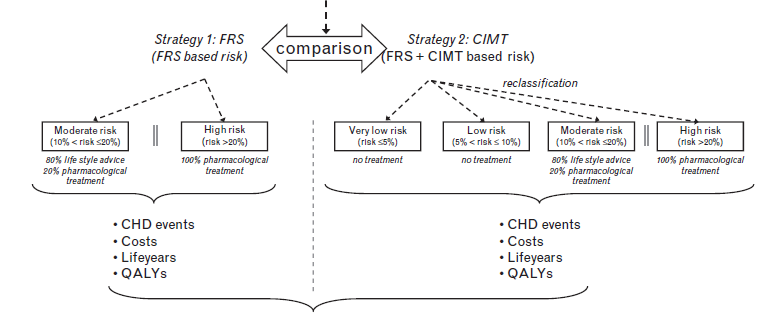 Strategy 1: FRS
(FRS based risk)
comparison
Strategy 2: CIMT
(FRS + CIMT based risk)
reclassification
Moderate risk
(10% < risk ≤20%)
80% life style advice
20% pharmacological
treatment
High risk
(risk >20%)
100% pharmacological
treatment
Very low risk
(risk ≤5%)
no treatment
Low risk
(5% < risk ≤ 10%)
no treatment
Moderate risk
(10% < risk ≤20%)
80% life style advice
20% pharmacological
treatment
High risk
(risk >20%)
100% pharmacological
treatment
• CHD events
• Costs
• Lifeyears
• QALYs
• CHD events
• Costs
• Lifeyears
• QALYs